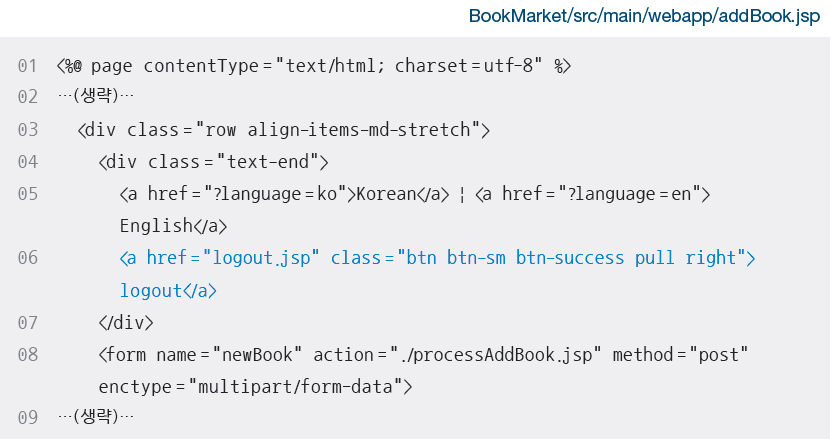 BookMarket/src/main/webapp/addBook.jsp
01 <%@ page contentType="text/html; charset=utf-8" %>
02 …(생략)…
03 <div class="row align-items-md-stretch">
04 <div class="text-end">
05 <a href="?language=ko">Korean</a> ¦ <a href="?language=en">
English</a>
06 <a href="logout.jsp" class="btn btn-sm btn-success pull right">
logout</a>
07 </div>
08 <form name="newBook" action="./processAddBook.jsp" method="post"
enctype="multipart/form-data">
09 …(생략)…